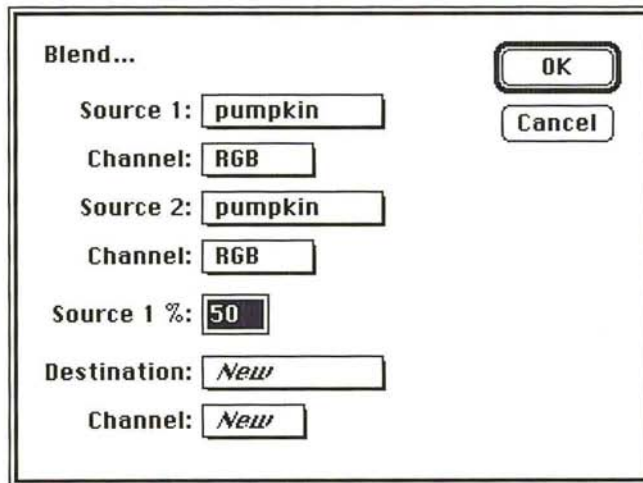 Blend...
OK
Source 1: pumpkin
Cancel
Channel: RGB
Source 2: pumpkin
Channel: RGB
Source 1 %: 50
Destination: New
Channel: New